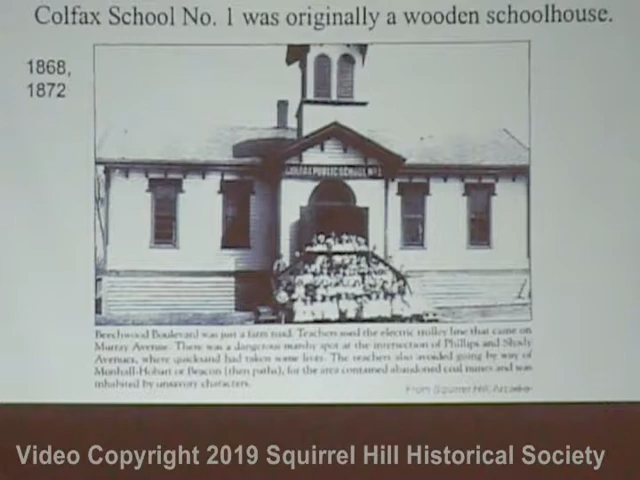 Colfax School No. 1 was originally a wooden schoolhouse.
1868,
1872
COLFAX PUBLIC SCHOOL No. 1
Beechwood Boulevard was just a farm road. Teachers used the electric trolley line that came on
Murray Avenue. There was a dangerous marshy spot at the intersection of Phillips and Shady
Avenues, where quicksand had taken some lives. The teachers also avoided going by way of
Monhall-Hobart or Beacon (then paths), for the area contained abandoned coal mines and was
inhabited by unsavory characters.
From Squirrel Hill,
Video Copyright 2019 Squirrel Hill Historical Society